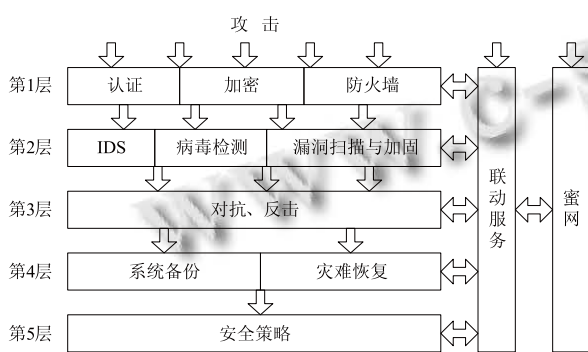 攻 击
第1层 认证 加密 防火墙
第2层 IDS 病毒检测 漏洞扫描与加固
第3层 对抗、反击
第4层 系统备份 灾难恢复
第5层 安全策略
联动服务
蜜网
www.c-